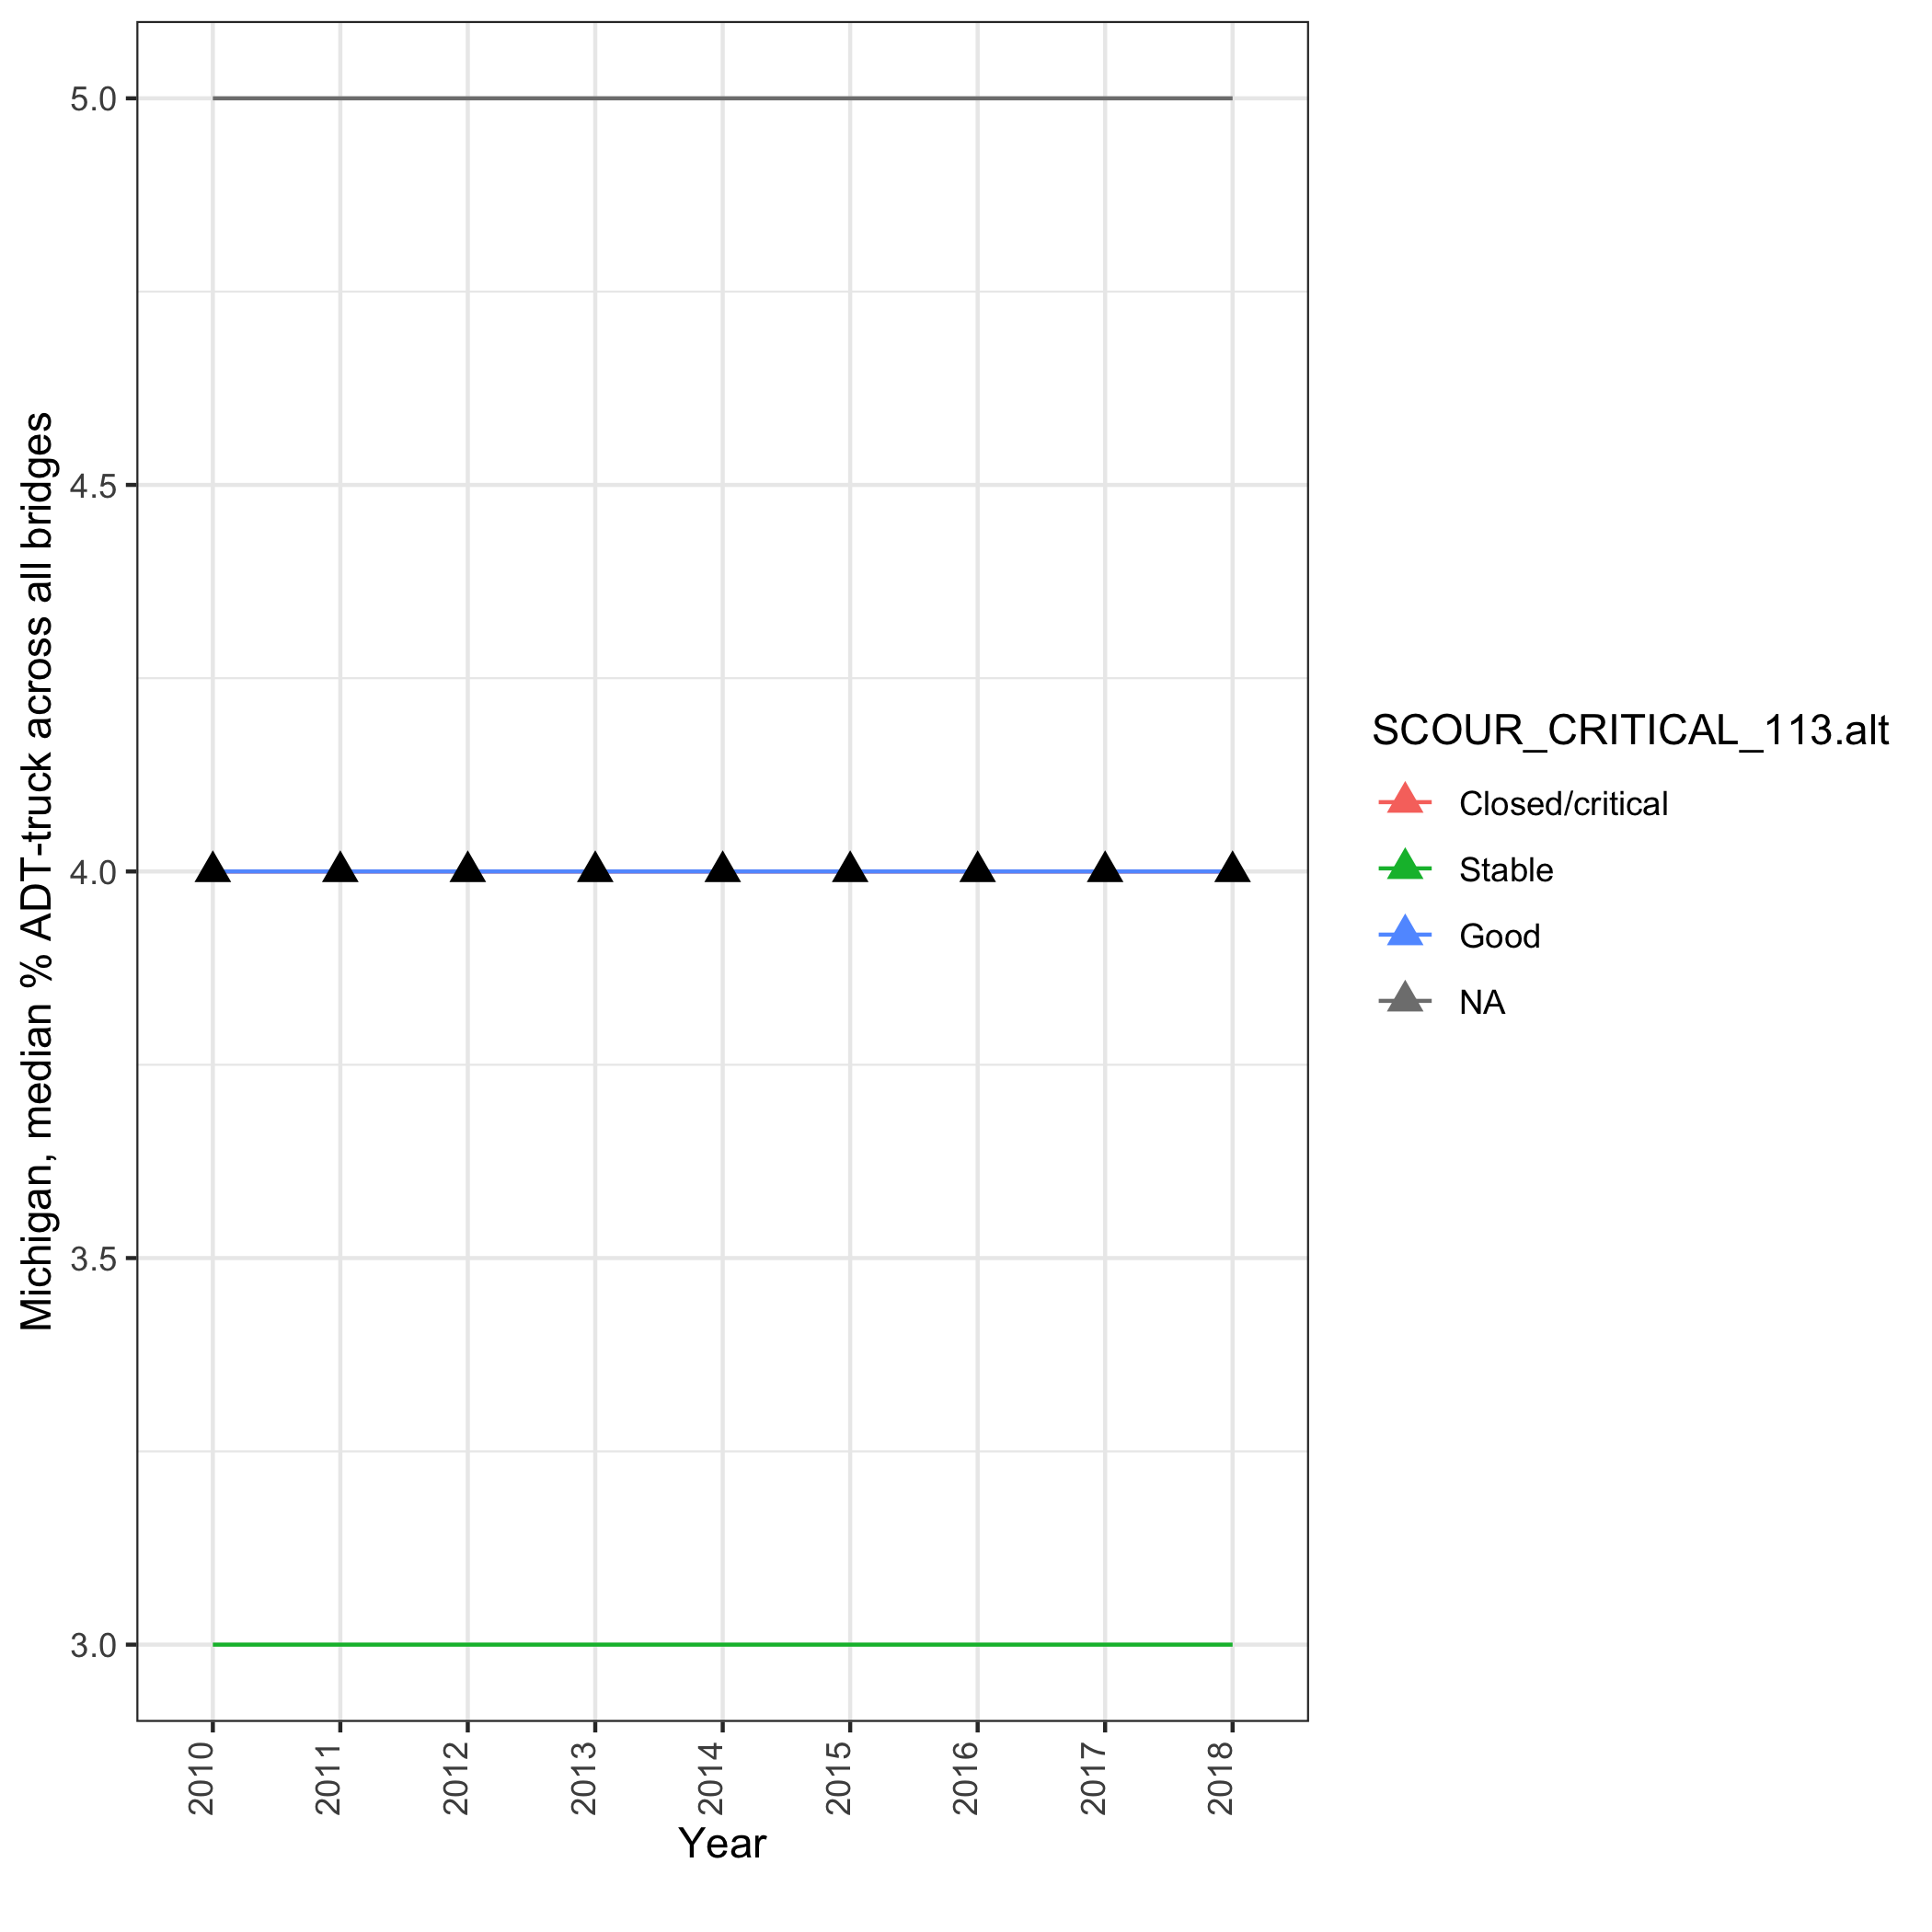 Michigan, median % ADT-truck across all bridges
5.0
4.5
4.0
3.5
3.0
2010
2011
2012
2013
2014
2015
2016
2017
2018
Year
SCOUR_CRITICAL_113.alt
Closed/critical
Stable
Good
NA